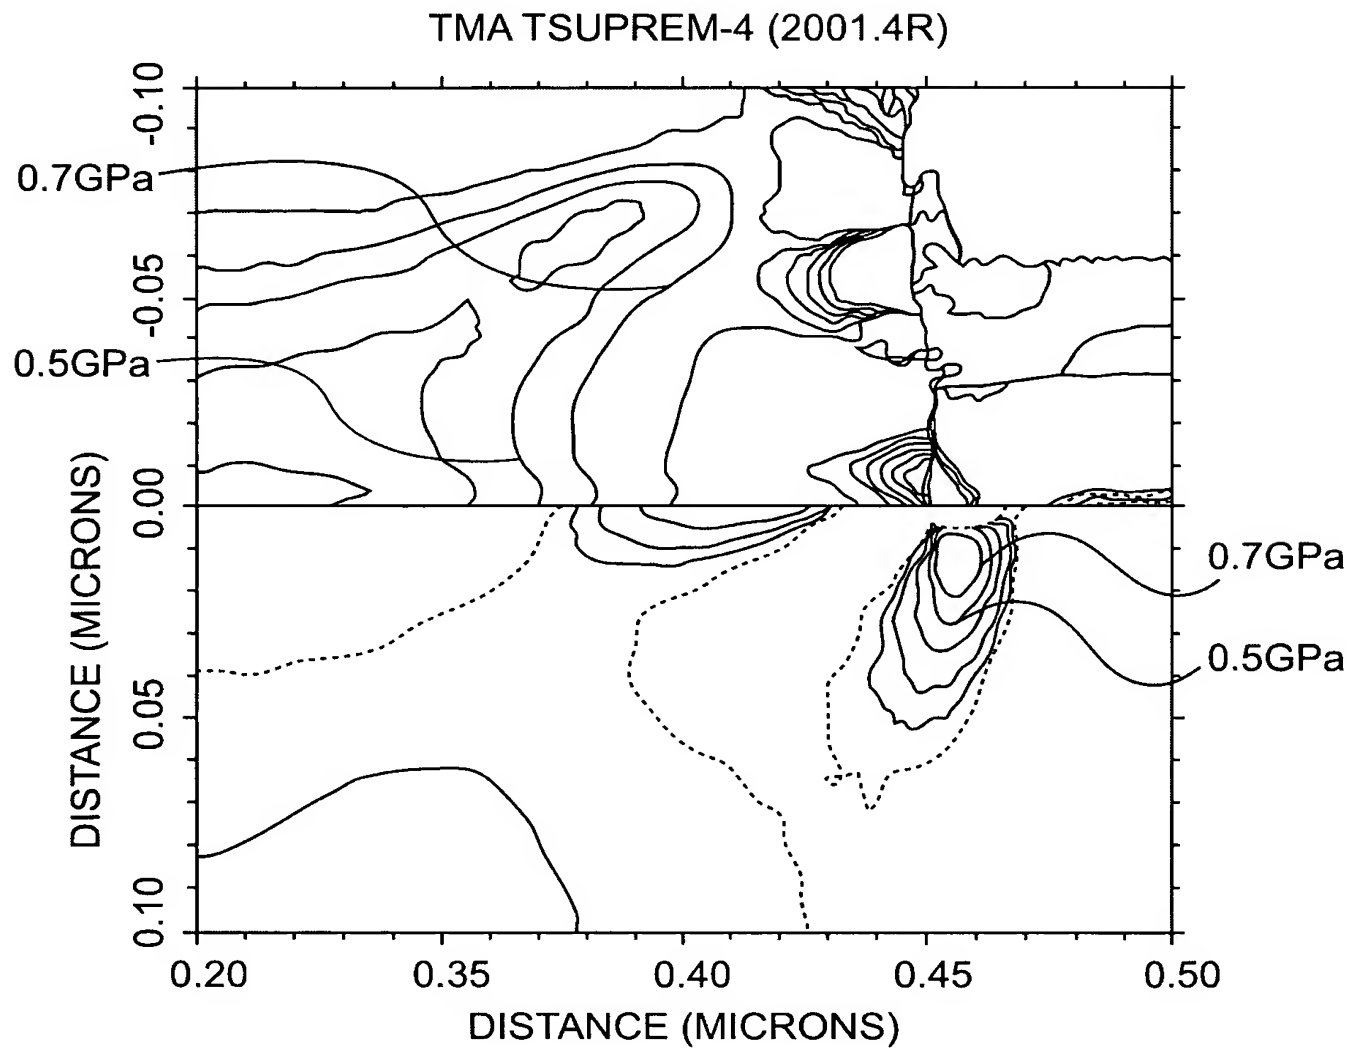 TMA TSUPREM-4 (2001.4R)
-0.10
0.7GPa
-0.05
0.5GPa
0.00
0.7GPa
0.5GPa
0.05
0.10
DISTANCE (MICRONS)
0.20 0.35 0.40 0.45 0.50
DISTANCE (MICRONS)